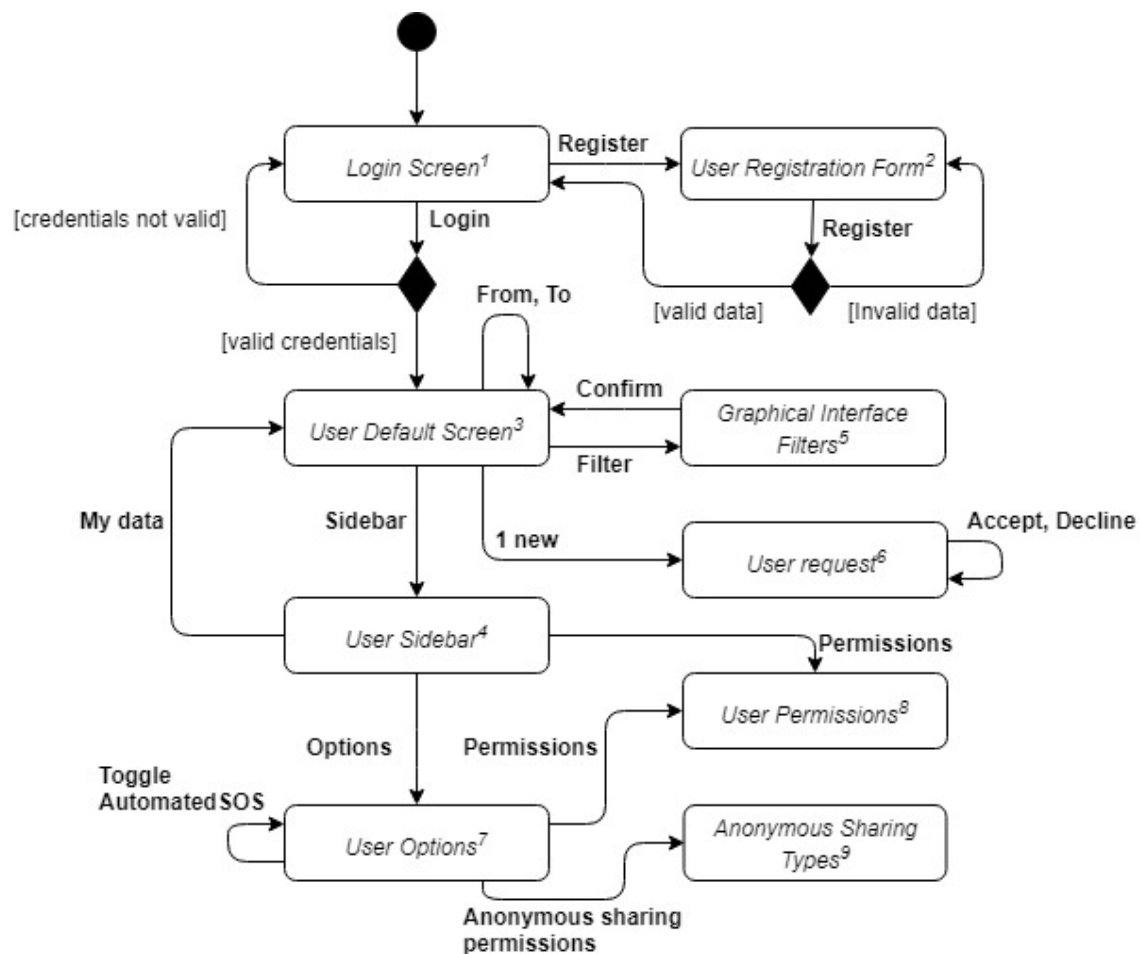 Login Screen1
Register
User Registration Form2
[credentials not valid]
Login
Register
[valid data]
[Invalid data]
From, To
[valid credentials]
Confirm
User Default Screen3
Graphical Interface
Filters5
Filter
My data
Sidebar
1 new
Accept, Decline
User request6
User Sidebar4
Permissions
User Permissions8
Options
Permissions
Toggle
Automated SOS
User Options7
Anonymous Sharing
Types9
Anonymous sharing
permissions